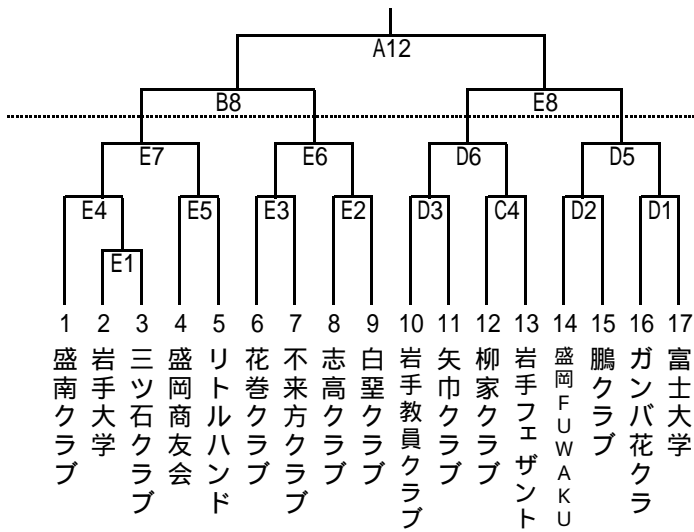 A12
B8 E8
E7 E6 D6 D5
E4 E5 E3 E2 D3 C4 D2 D1
E1
1 2 3 4 5 6 7 8 9 10 11 12 13 14 15 16 17
盛南クラブ
岩手大学
三ツ石クラブ
盛岡商友会
リトルハンド
花巻クラブ
不来方クラブ
志高クラブ
白堊クラブ
岩手教員クラブ
矢巾クラブ
柳家クラブ
岩手フェザント
盛岡FUWAKU
鵬クラブ
ガンバ花クラ
富士大学